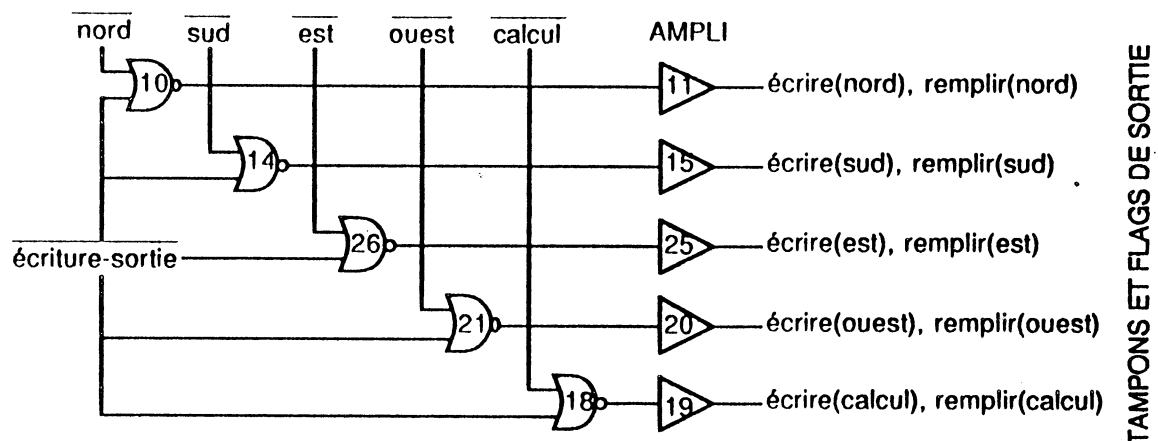 nord sud est ouest calcul AMPLI
10 11 écrire(nord), remplir(nord)
14 15 écrire(sud), remplir(sud)
26 25 écrire(est), remplir(est)
écriture-sortie
21 20 écrire(ouest), remplir(ouest)
18 19 écrire(calcul), remplir(calcul)
TAMPONS ET FLAGS DE SORTIE